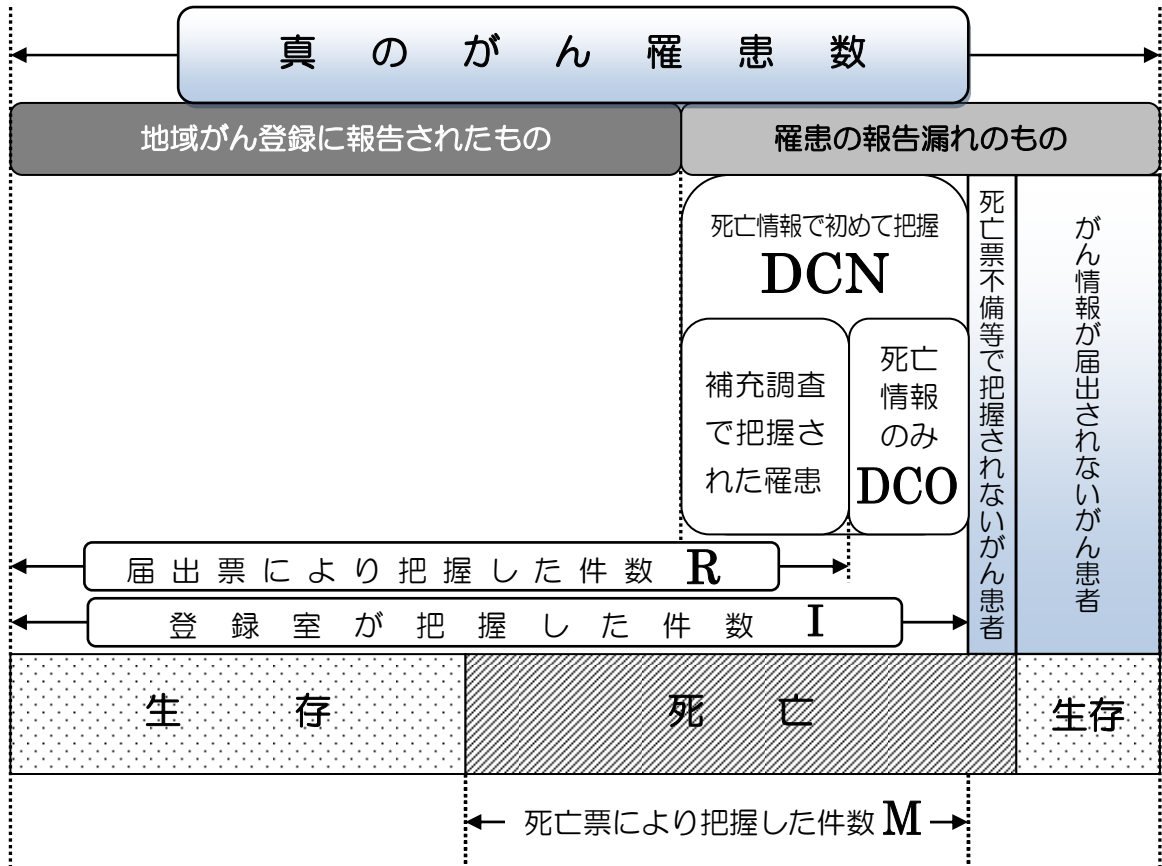 真のがん罹患数
地域がん登録に報告されたもの
罹患の報告漏れのもの
死亡情報で初めて把握
DCN
補充調査
で把握さ
れた罹患
死亡
情報
のみ
DCO
死亡票不備等で把握されないがん患者
がん情報が届出されないがん患者
届出票により把握した件数 R
登録室が把握した件数 I
生存
死亡
生存
死亡票により把握した件数 M